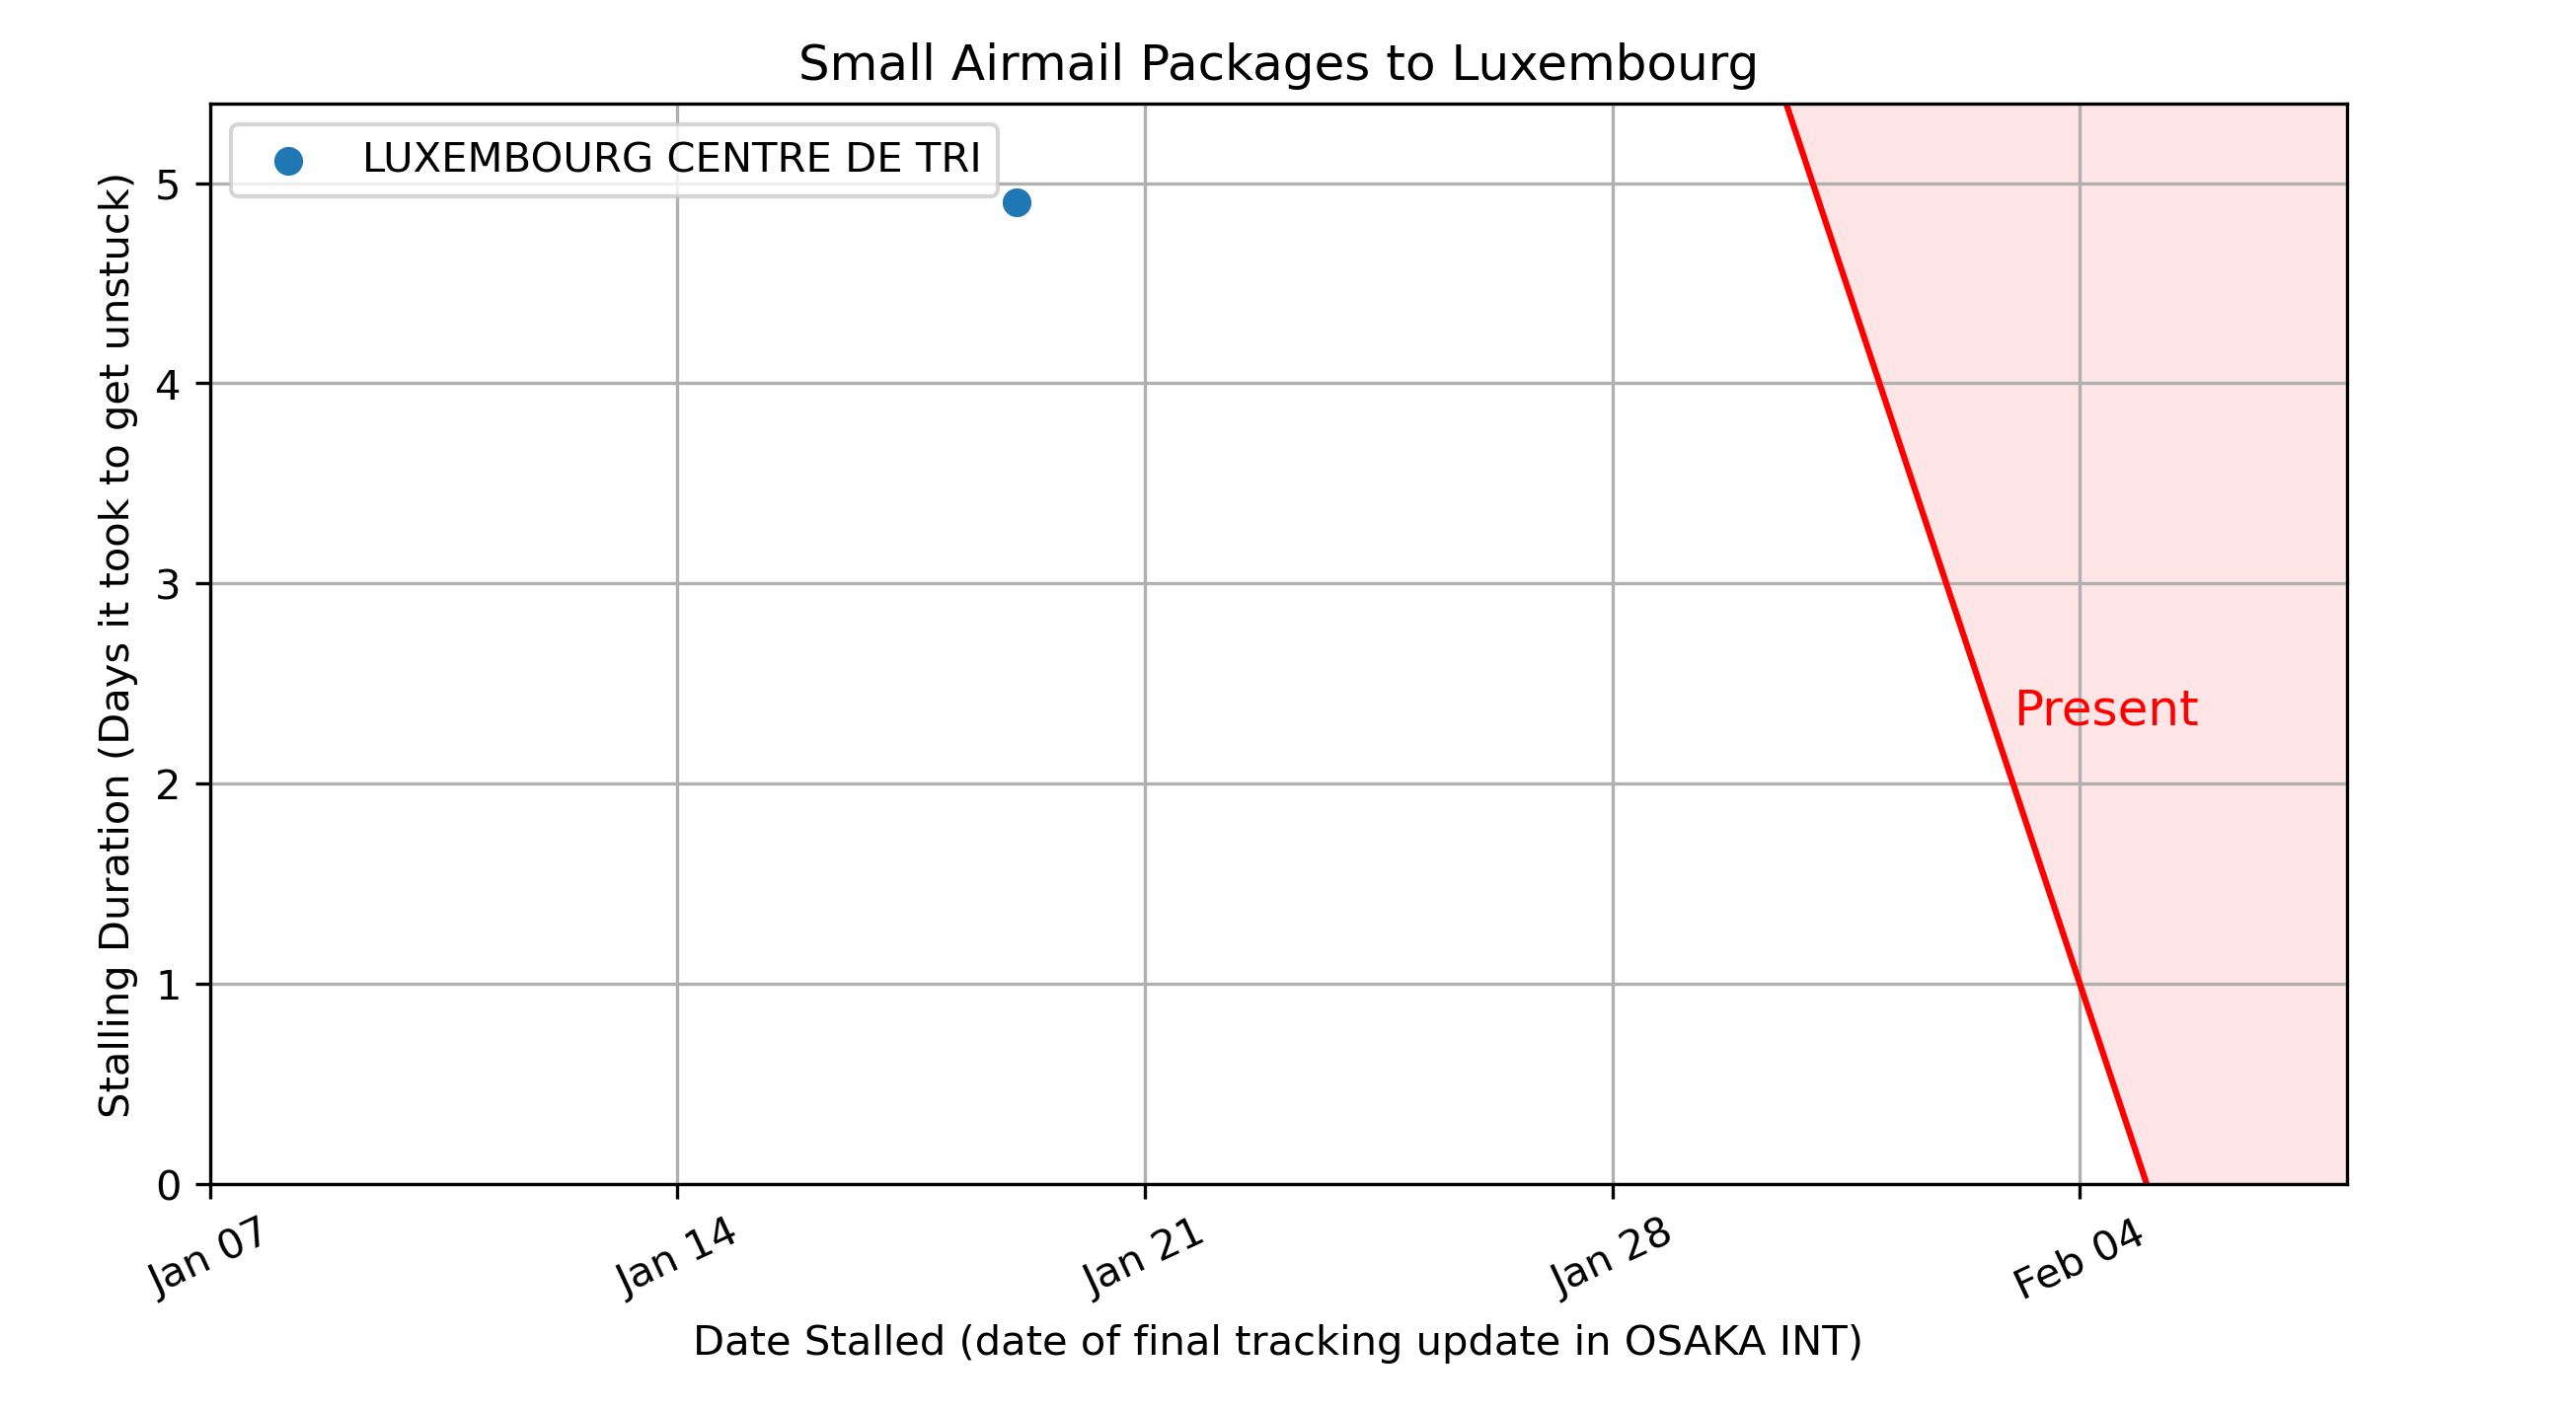 Small Airmail Packages to Luxembourg
LUXEMBOURG CENTRE DE TRI
Stalling Duration (Days it took to get unstuck)
5
4
3
2
1
0
Present
Jan 07
Jan 14
Jan 21
Jan 28
Feb 04
Date Stalled (date of final tracking update in OSAKA INT)